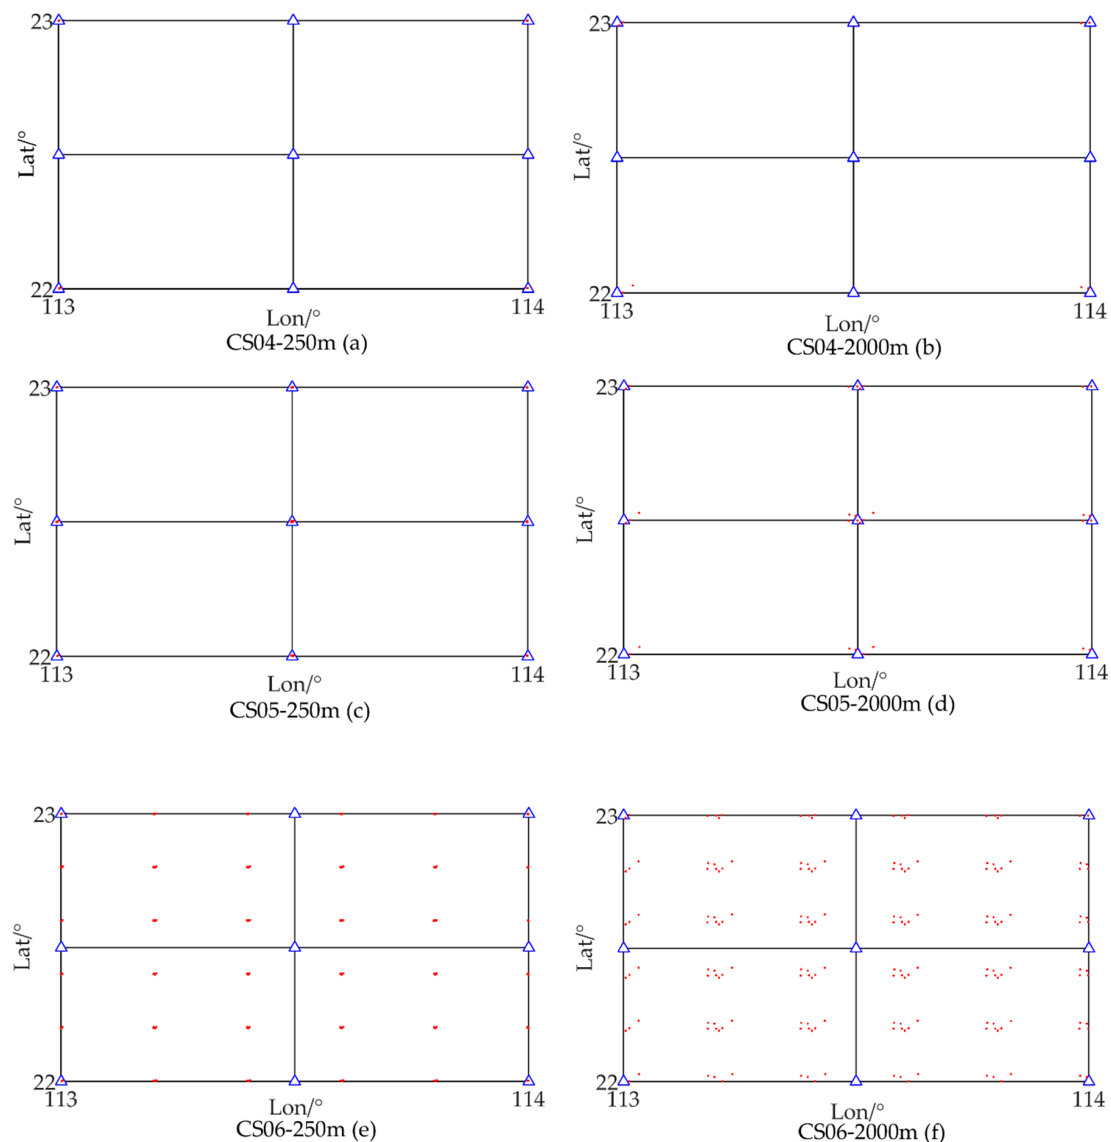 23
23
Lat/°
Lat/°
22
22
113
114
113
114
Lon/°
Lon/°
CS04-250m (a)
CS04-2000m (b)
23
23
Lat/°
Lat/°
22
22
113
114
113
114
Lon/°
Lon/°
CS05-250m (c)
CS05-2000m (d)
23
23
Lat/°
Lat/°
22
22
113
114
113
114
Lon/°
Lon/°
CS06-250m (e)
CS06-2000m (f)